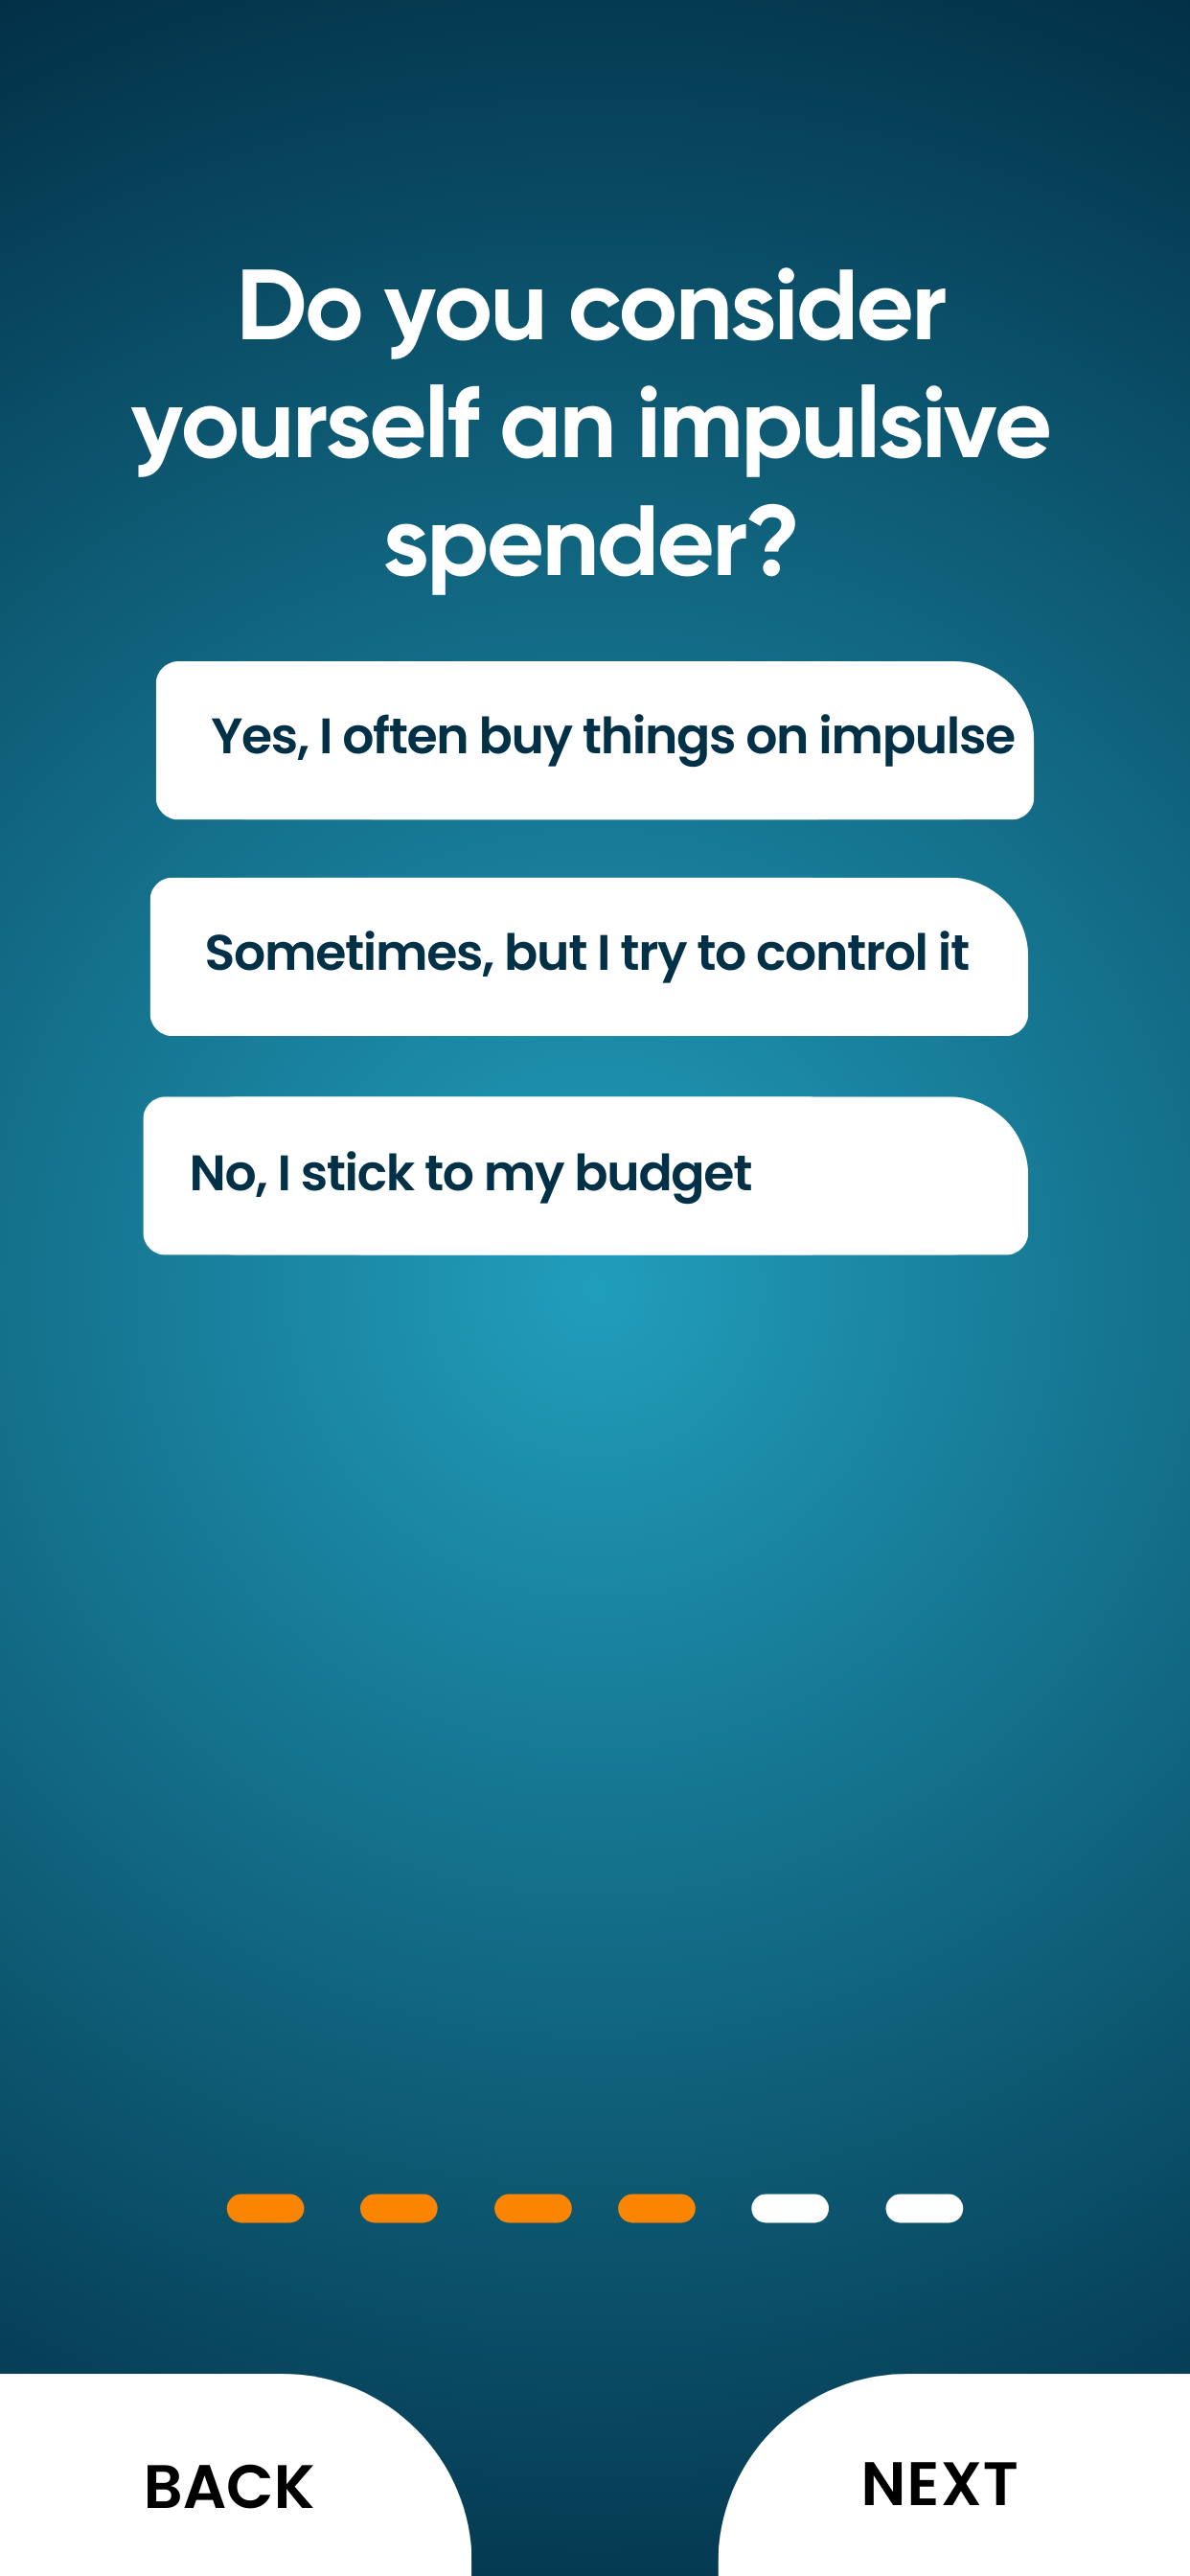 Do you consider
yourself an impulsive
spender?
Yes, I often buy things on impulse
Sometimes, but I try to control it
No, I stick to my budget
BACK
NEXT